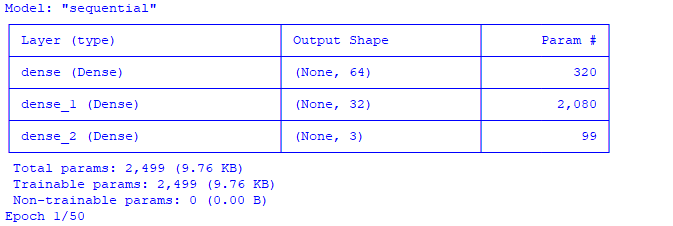 Model: "sequential"
Layer (type) Output Shape Param #
dense (Dense) (None, 64) 320
dense_1 (Dense) (None, 32) 2,080
dense_2 (Dense) (None, 3) 99
Total params: 2,499 (9.76 KB)
Trainable params: 2,499 (9.76 KB)
Non-trainable params: 0 (0.00 B)
Epoch 1/50